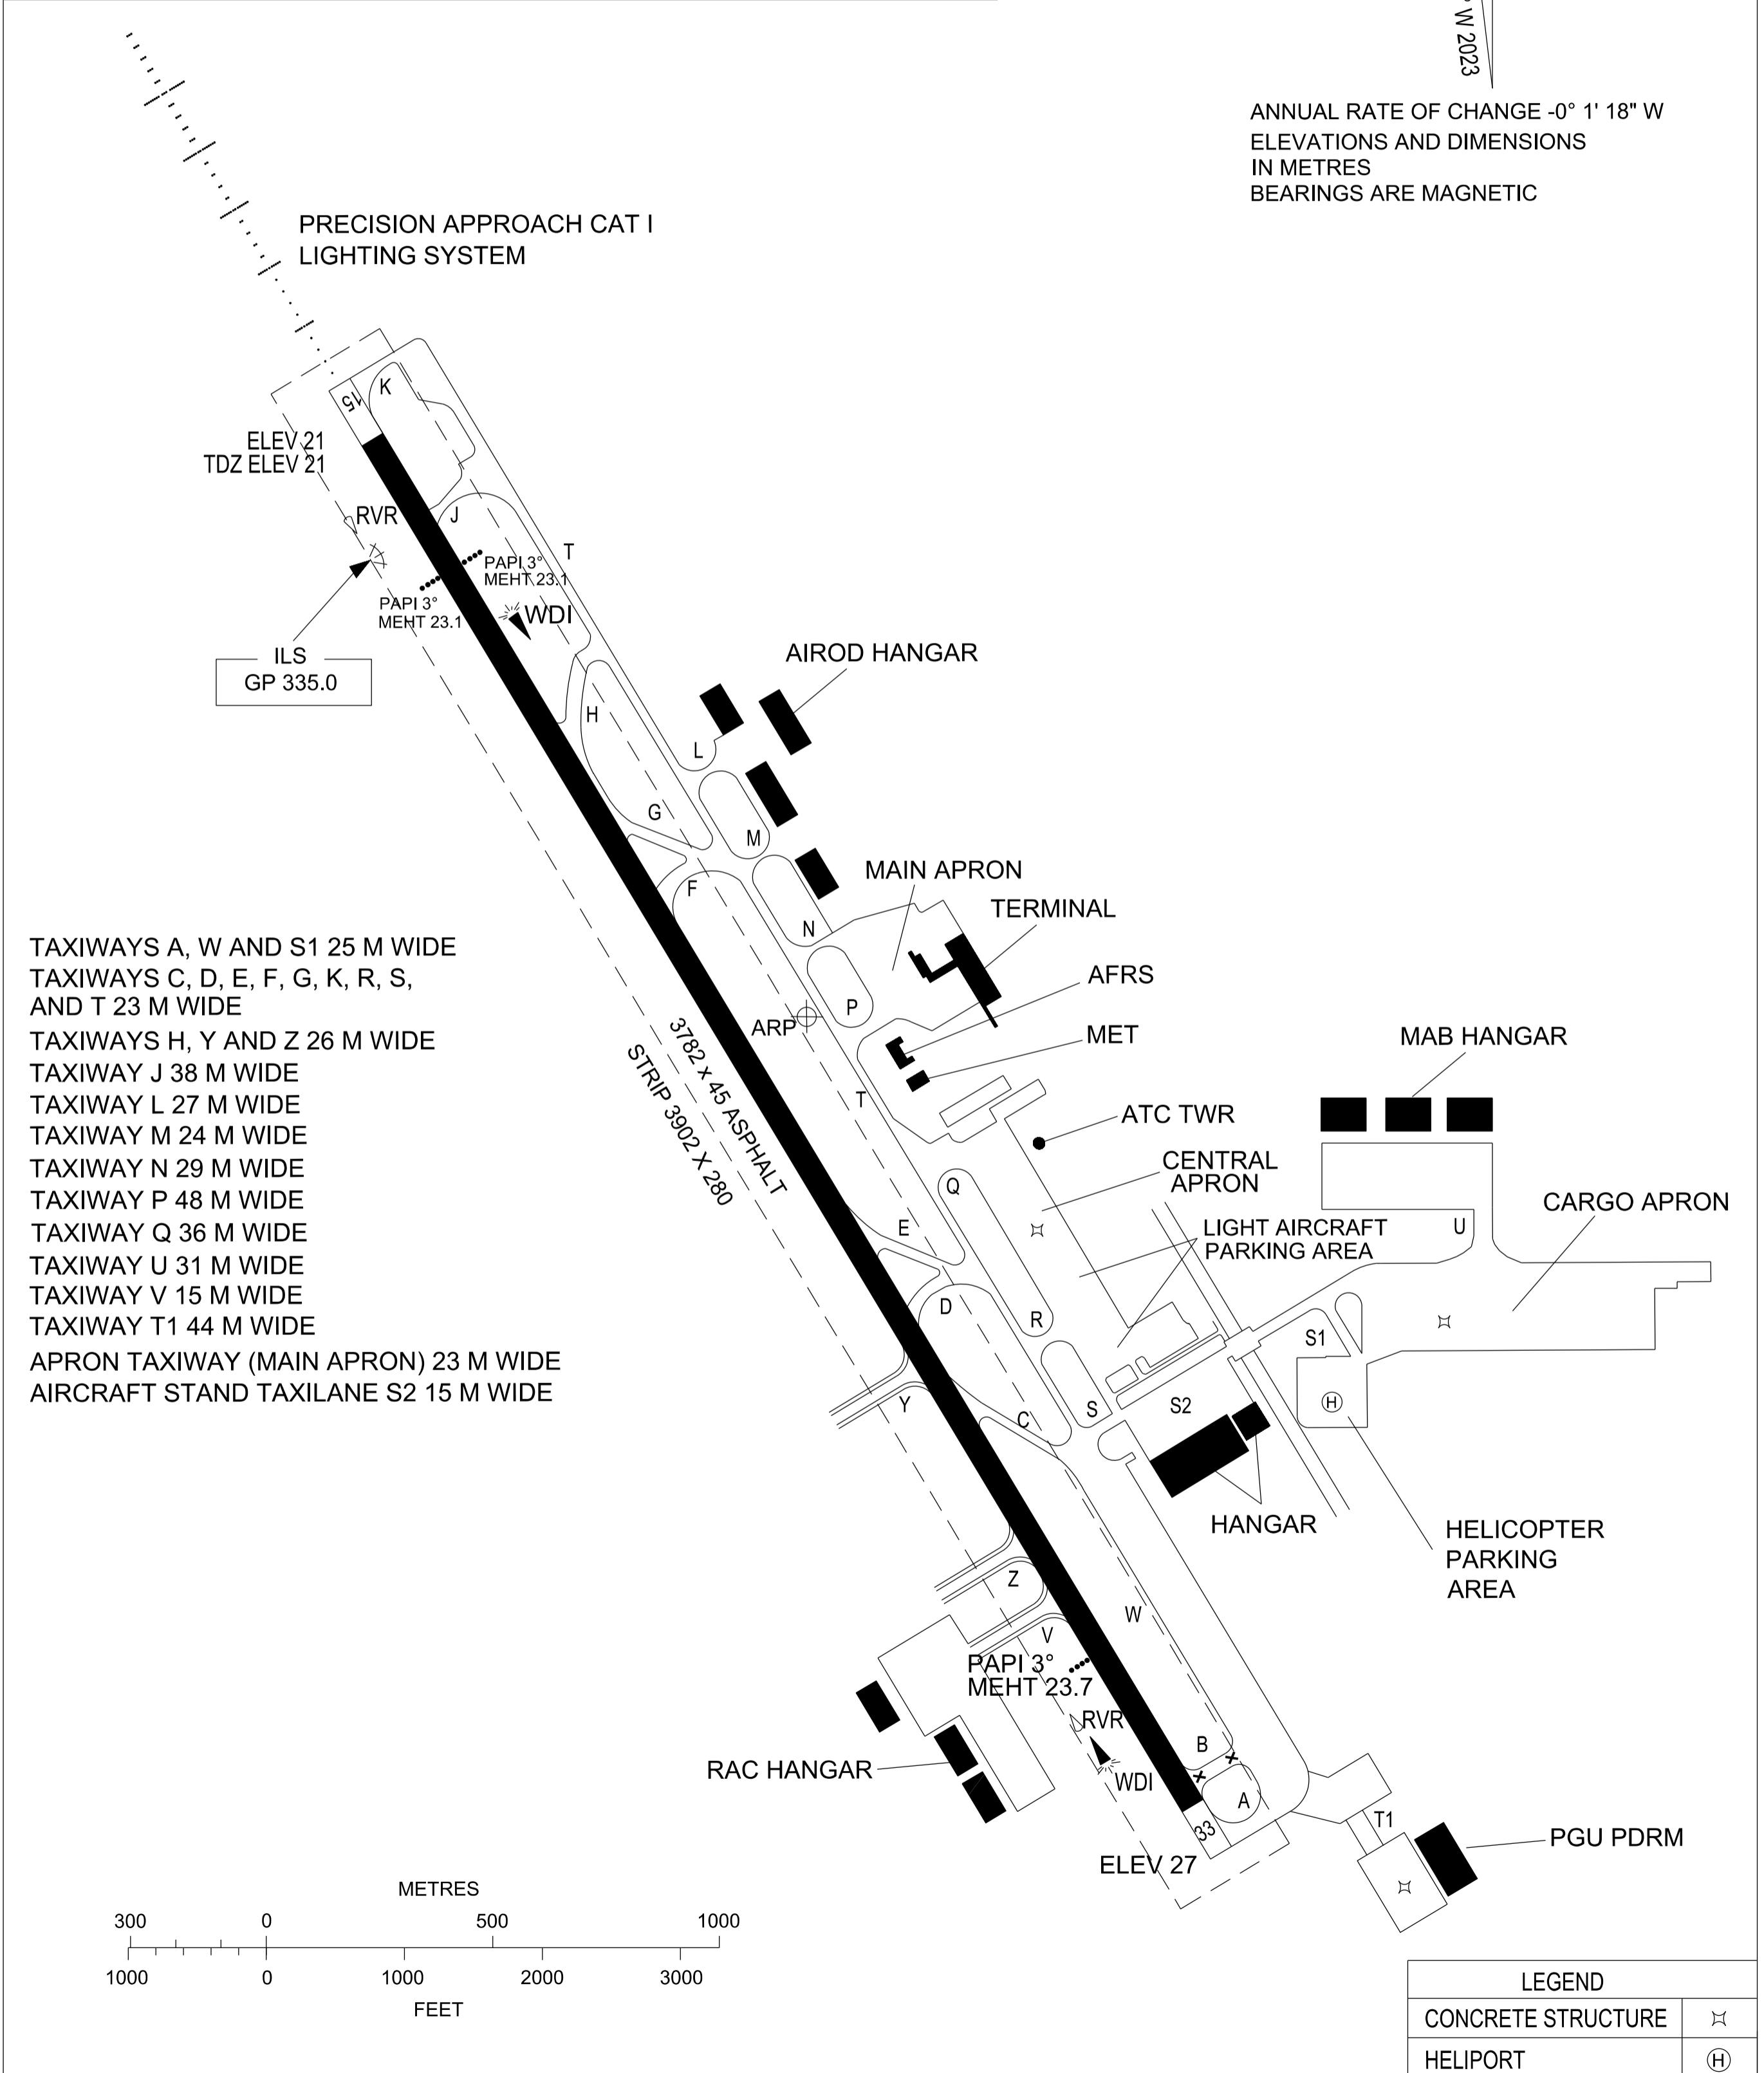 W 2023
ANNUAL RATE OF CHANGE -0° 1' 18" W
ELEVATIONS AND DIMENSIONS
IN METRES
BEARINGS ARE MAGNETIC
PRECISION APPROACH CAT I
LIGHTING SYSTEM
K
15
ELEV 21
TDZ ELEV 21
RVR
J
T
PAPI 3°
MEHT 23.1
PAPI 3°
MEHT 23.1
WDI
ILS
GP 335.0
AIROD HANGAR
H
L
G
M
F
MAIN APRON
N
TERMINAL
TAXIWAYS A, W AND S1 25 M WIDE
TAXIWAYS C, D, E, F, G, K, R, S,
AND T 23 M WIDE
TAXIWAYS H, Y AND Z 26 M WIDE
TAXIWAY J 38 M WIDE
TAXIWAY L 27 M WIDE
TAXIWAY M 24 M WIDE
TAXIWAY N 29 M WIDE
TAXIWAY P 48 M WIDE
TAXIWAY Q 36 M WIDE
TAXIWAY U 31 M WIDE
TAXIWAY V 15 M WIDE
TAXIWAY T1 44 M WIDE
APRON TAXIWAY (MAIN APRON) 23 M WIDE
AIRCRAFT STAND TAXILANE S2 15 M WIDE
AFRS
P
ARP
MET
MAB HANGAR
3782 x 45 ASPHALT
STRIP 3902 X 280
T
ATC TWR
CENTRAL
APRON
Q
CARGO APRON
E
LIGHT AIRCRAFT
PARKING AREA
U
D
R
S1
Y
C
S
S2
H
HANGAR
HELICOPTER
PARKING
AREA
Z
W
V
PAPI 3°
MEHT 23.7
RVR
B
RAC HANGAR
WDI
A
33
T1
PGU PDRM
ELEV 27
METRES
300 0 500 1000
1000 0 1000 2000 3000
FEET
LEGEND
CONCRETE STRUCTURE
HELIPORT H